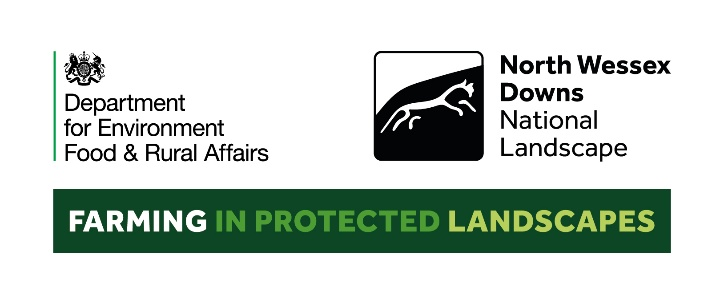 Department
for Environment
Food & Rural Affairs
North Wessex
Downs
National
Landscape
FARMING IN PROTECTED LANDSCAPES